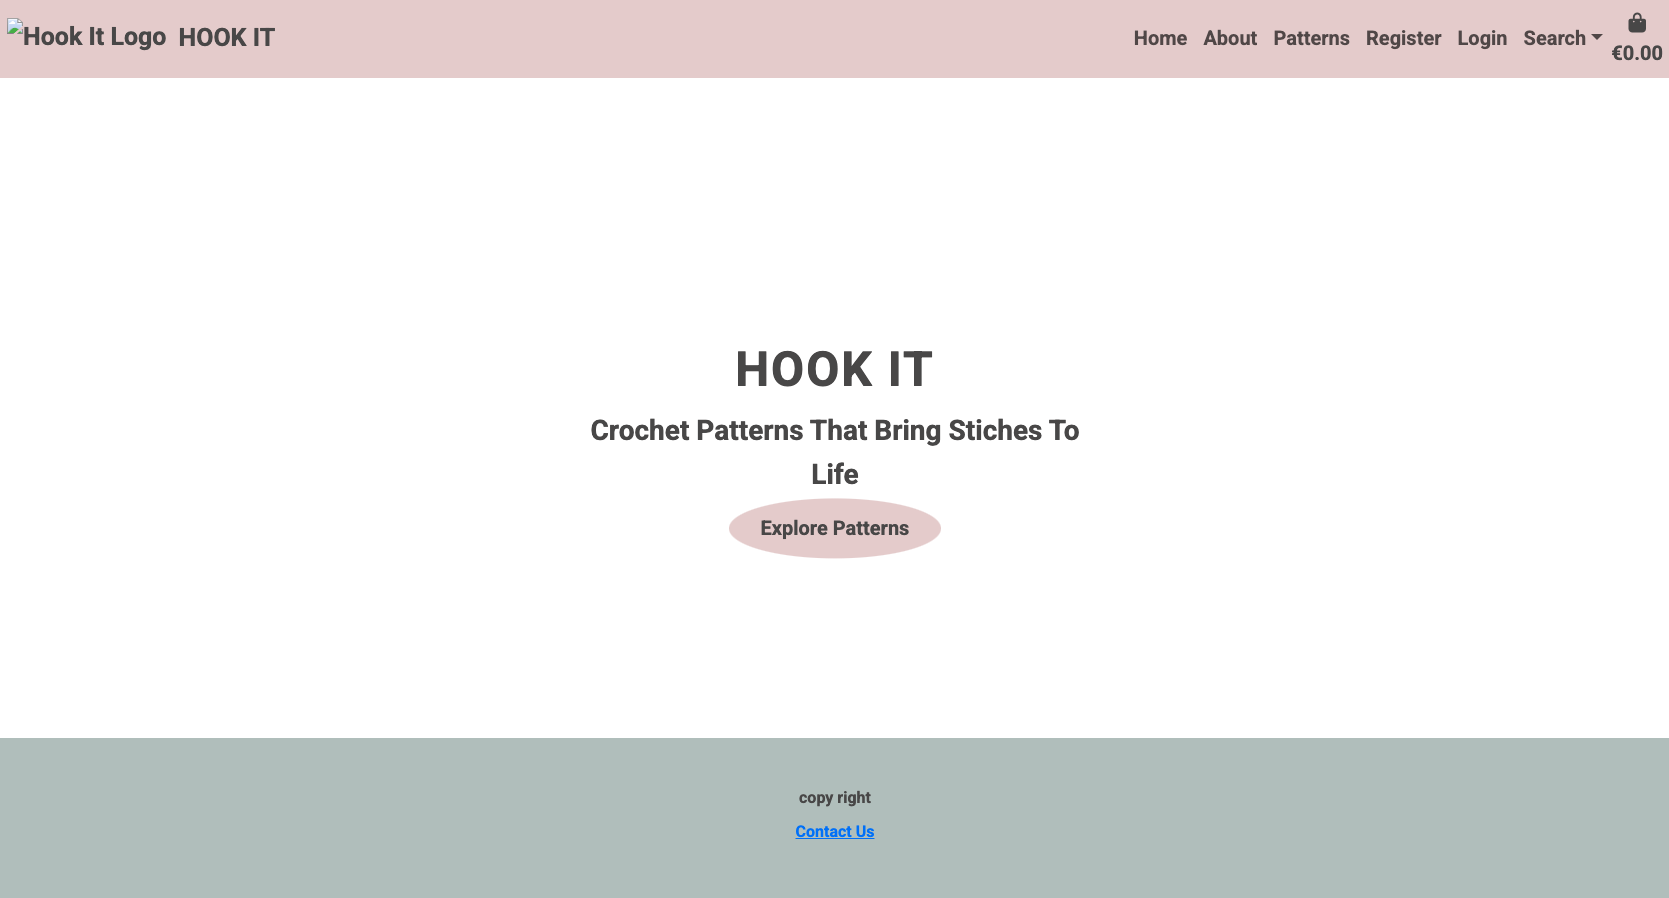 Hook It Logo HOOK IT
Home About Patterns Register Login Search
€0.00
HOOK IT
Crochet Patterns That Bring Stiches To
Life
Explore Patterns
copy right
Contact Us